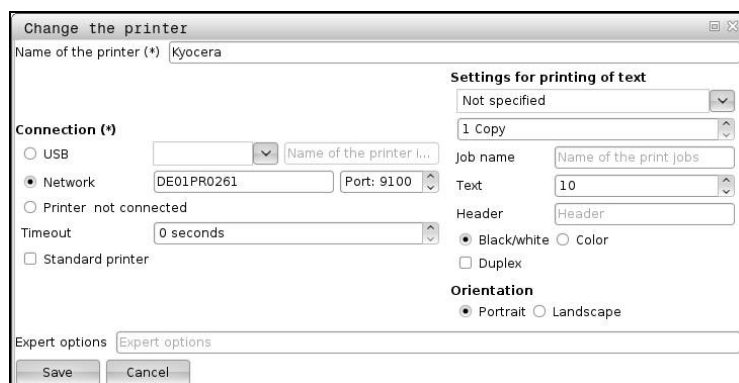 Change the printer
Name of the printer (*) Kyocera
Settings for printing of text
Not specified
1 Copy
Connection (*)
USB Name of the printer i...
Job name Name of the print jobs
Network DE01PR0261 Port: 9100
Text 10
Printer not connected
Header Header
Timeout 0 seconds
Black/white Color
Standard printer
Duplex
Orientation
Portrait Landscape
Expert options Expert options
Save Cancel